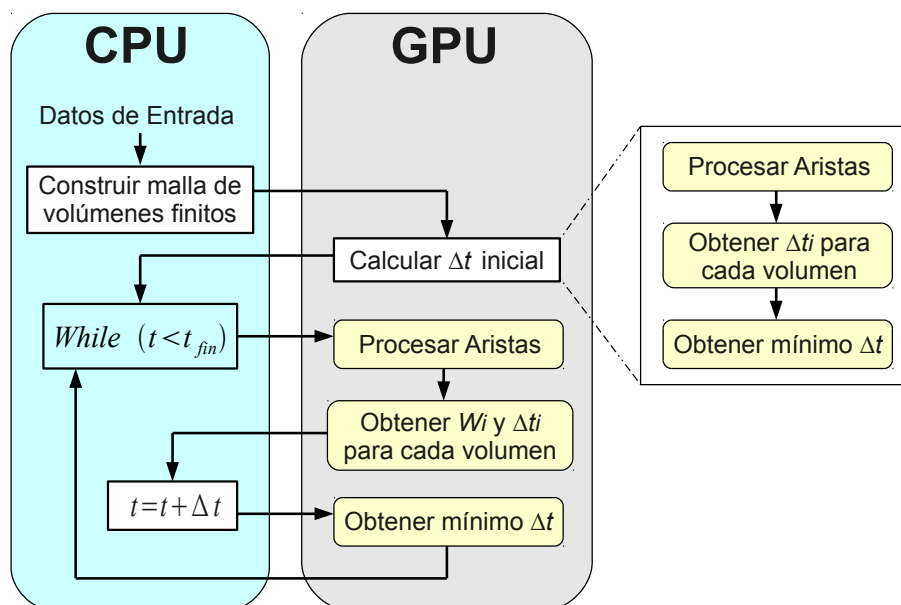 CPU
GPU
Datos de Entrada
Construir malla de
volúmenes finitos
Calcular Δt inicial
While (t<t_fin)
Procesar Aristas
Obtener Wi y Δti
para cada volumen
t=t+Δt
Obtener mínimo Δt
Procesar Aristas
Obtener Δti para
cada volumen
Obtener mínimo Δt